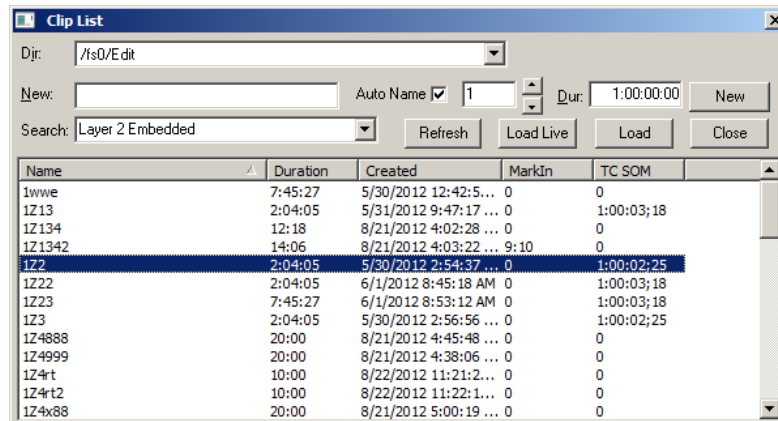 Clip List
Dir: /fs0/Edit
New: Auto Name 1 Dur: 1:00:00:00 New
Search: Layer 2 Embedded Refresh Load Live Load Close
Name Duration Created MarkIn TC SOM
1wwe 7:45:27 5/30/2012 12:42:5... 0 0
1Z13 2:04:05 5/31/2012 9:47:17 ... 0 1:00:03;18
1Z134 12:18 8/21/2012 4:02:28 ... 0 0
1Z1342 14:06 8/21/2012 4:03:22 ... 9:10 0
1Z2 2:04:05 5/30/2012 2:54:37 ... 0 1:00:02;25
1Z22 2:04:05 6/1/2012 8:45:18 AM 0 1:00:03;18
1Z23 7:45:27 6/1/2012 8:53:12 AM 0 1:00:03;18
1Z3 2:04:05 5/30/2012 2:56:56 ... 0 1:00:02;25
1Z4888 20:00 8/21/2012 4:45:48 ... 0 0
1Z4999 20:00 8/21/2012 4:38:06 ... 0 0
1Z4rt 10:00 8/22/2012 11:21:2... 0 0
1Z4rt2 10:00 8/22/2012 11:22:1... 0 0
1Z4x88 20:00 8/21/2012 5:00:19 ... 0 0